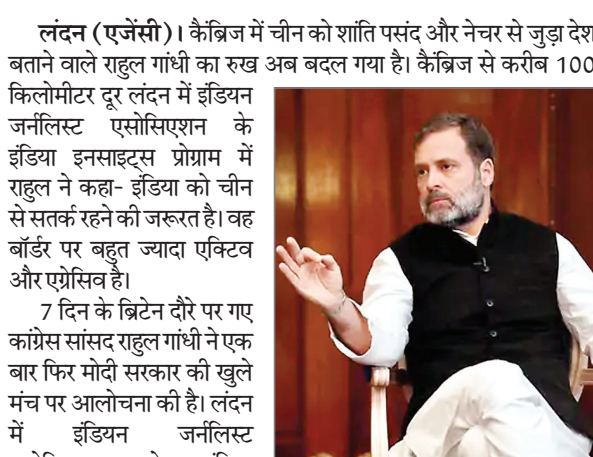 लंदन (एजेंसी)। कैंब्रिज में चीन को शांति पसंद और नेचर से जुड़ा देश
बताने वाले राहुल गांधी का रुख अब बदल गया है। कैंब्रिज से करीब 100
किलोमीटर दूर लंदन में इंडियन
जर्नलिस्ट एसोसिएशन के
इंडिया इनसाइट्स प्रोग्राम में
राहुल ने कहा- इंडिया को चीन
से सतर्क रहने की जरूरत है। वह
बॉर्डर पर बहुत ज्यादा एक्टिव
और एग्रेसिव है।
7 दिन के ब्रिटेन दौरे पर गए
कांग्रेस सांसद राहुल गांधी ने एक
बार फिर मोदी सरकार की खुले
मंच पर आलोचना की है। लंदन
में इंडियन जर्नलिस्ट